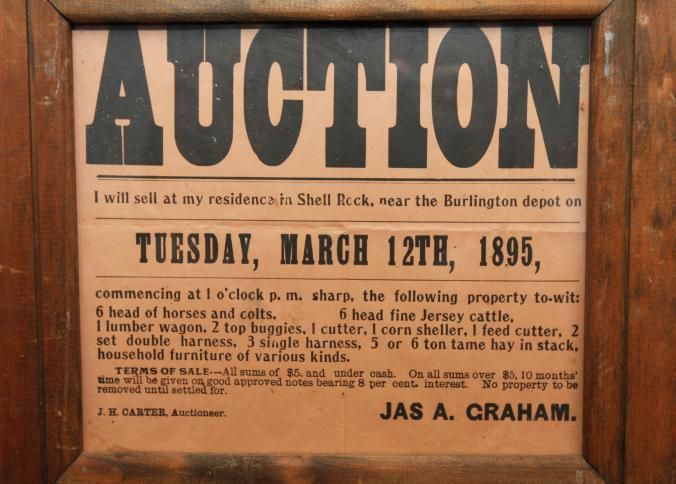 AUCTION
I will sell at my residence in Shell Rock, near the Burlington depot on
TUESDAY, MARCH 12TH, 1895,
commencing at 1 o'clock p. m. sharp, the following property to-wit:
6 head of horses and colts. 6 head fine Jersey cattle,
1 lumber wagon, 2 top buggies, 1 cutter, 1 corn sheller, 1 feed cutter, 2
set double harness, 3 single harness, 5 or 6 ton tame hay in stack,
household furniture of various kinds.
TERMS OF SALE---All sums of $5. and under cash. On all sums over $5, 10 months'
time will be given on good approved notes bearing 8 per cent. interest. No property to be
removed until settled for.
J. H. CARTER, Auctioneer. JAS A. GRAHAM.